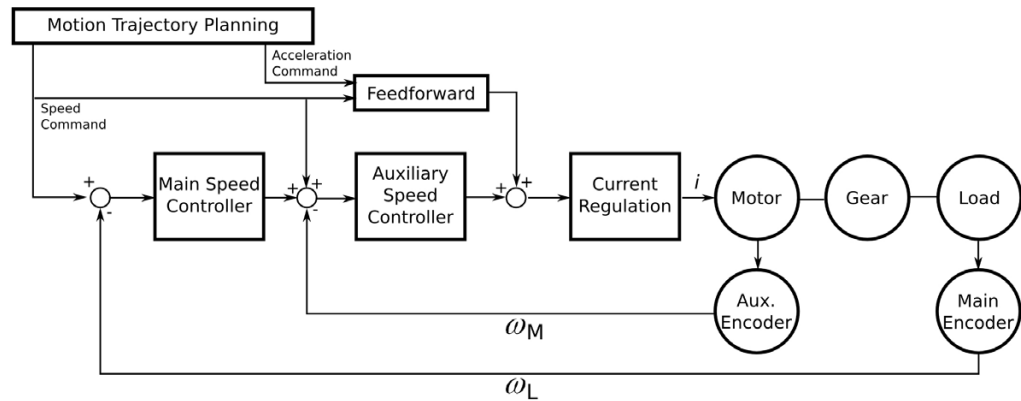 Motion Trajectory Planning
Acceleration
Command
Feedforward
Speed
Command
+
-
Main Speed
Controller
+
+
-
Auxiliary
Speed
Controller
+
+
Current
Regulation
i
Motor
Gear
Load
Aux.
Encoder
Main
Encoder
ωM
ωL